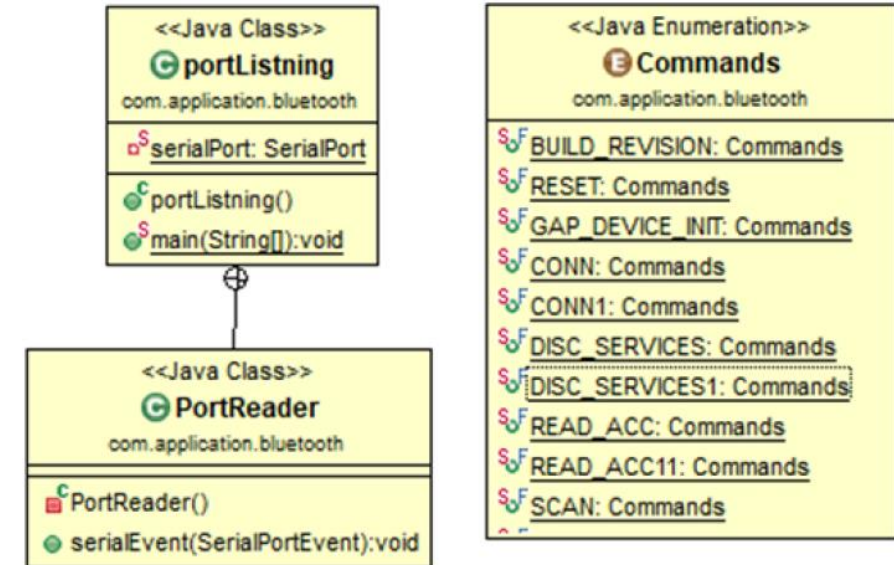 <<Java Class>>
portListning
com.application.bluetooth
serialPort: SerialPort
portListning()
main(String[]):void
<<Java Class>>
PortReader
com.application.bluetooth
PortReader()
serialEvent(SerialPortEvent):void
<<Java Enumeration>>
Commands
com.application.bluetooth
BUILD_REVISION: Commands
RESET: Commands
GAP_DEVICE_INIT: Commands
CONN: Commands
CONN1: Commands
DISC_SERVICES: Commands
DISC_SERVICES1: Commands
READ_ACC: Commands
READ_ACC11: Commands
SCAN: Commands